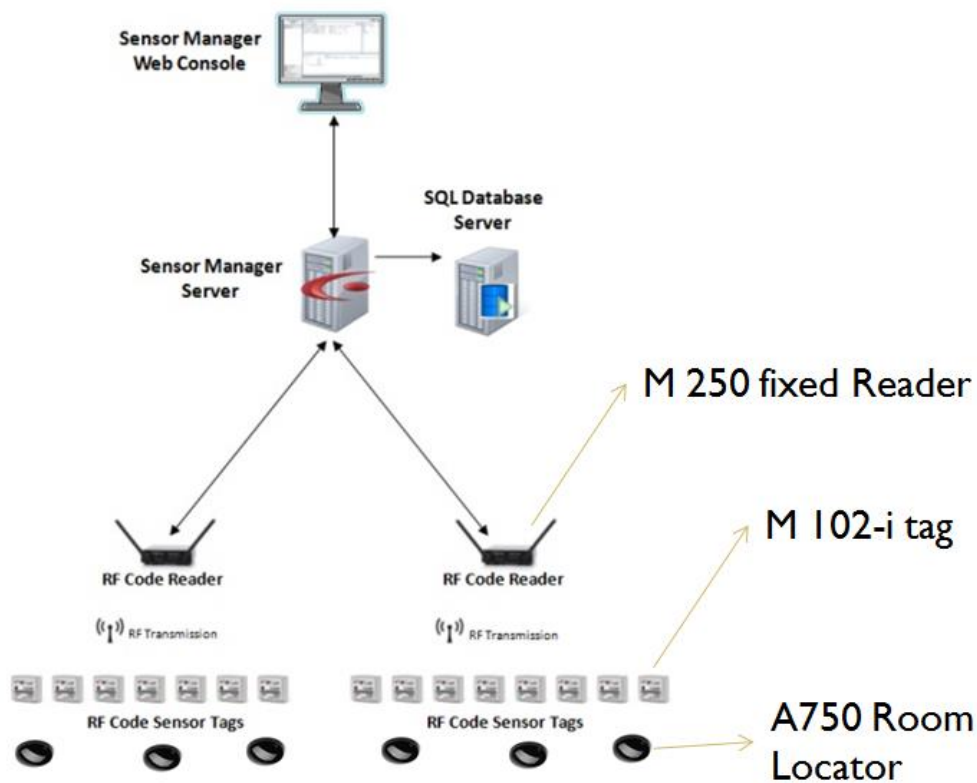 Sensor Manager
Web Console
SQL Database
Server
Sensor Manager
Server
M 250 fixed Reader
M 102-i tag
RF Code Reader
RF Code Reader
RF Transmission
RF Transmission
RF Code Sensor Tags
RF Code Sensor Tags
A750 Room
Locator